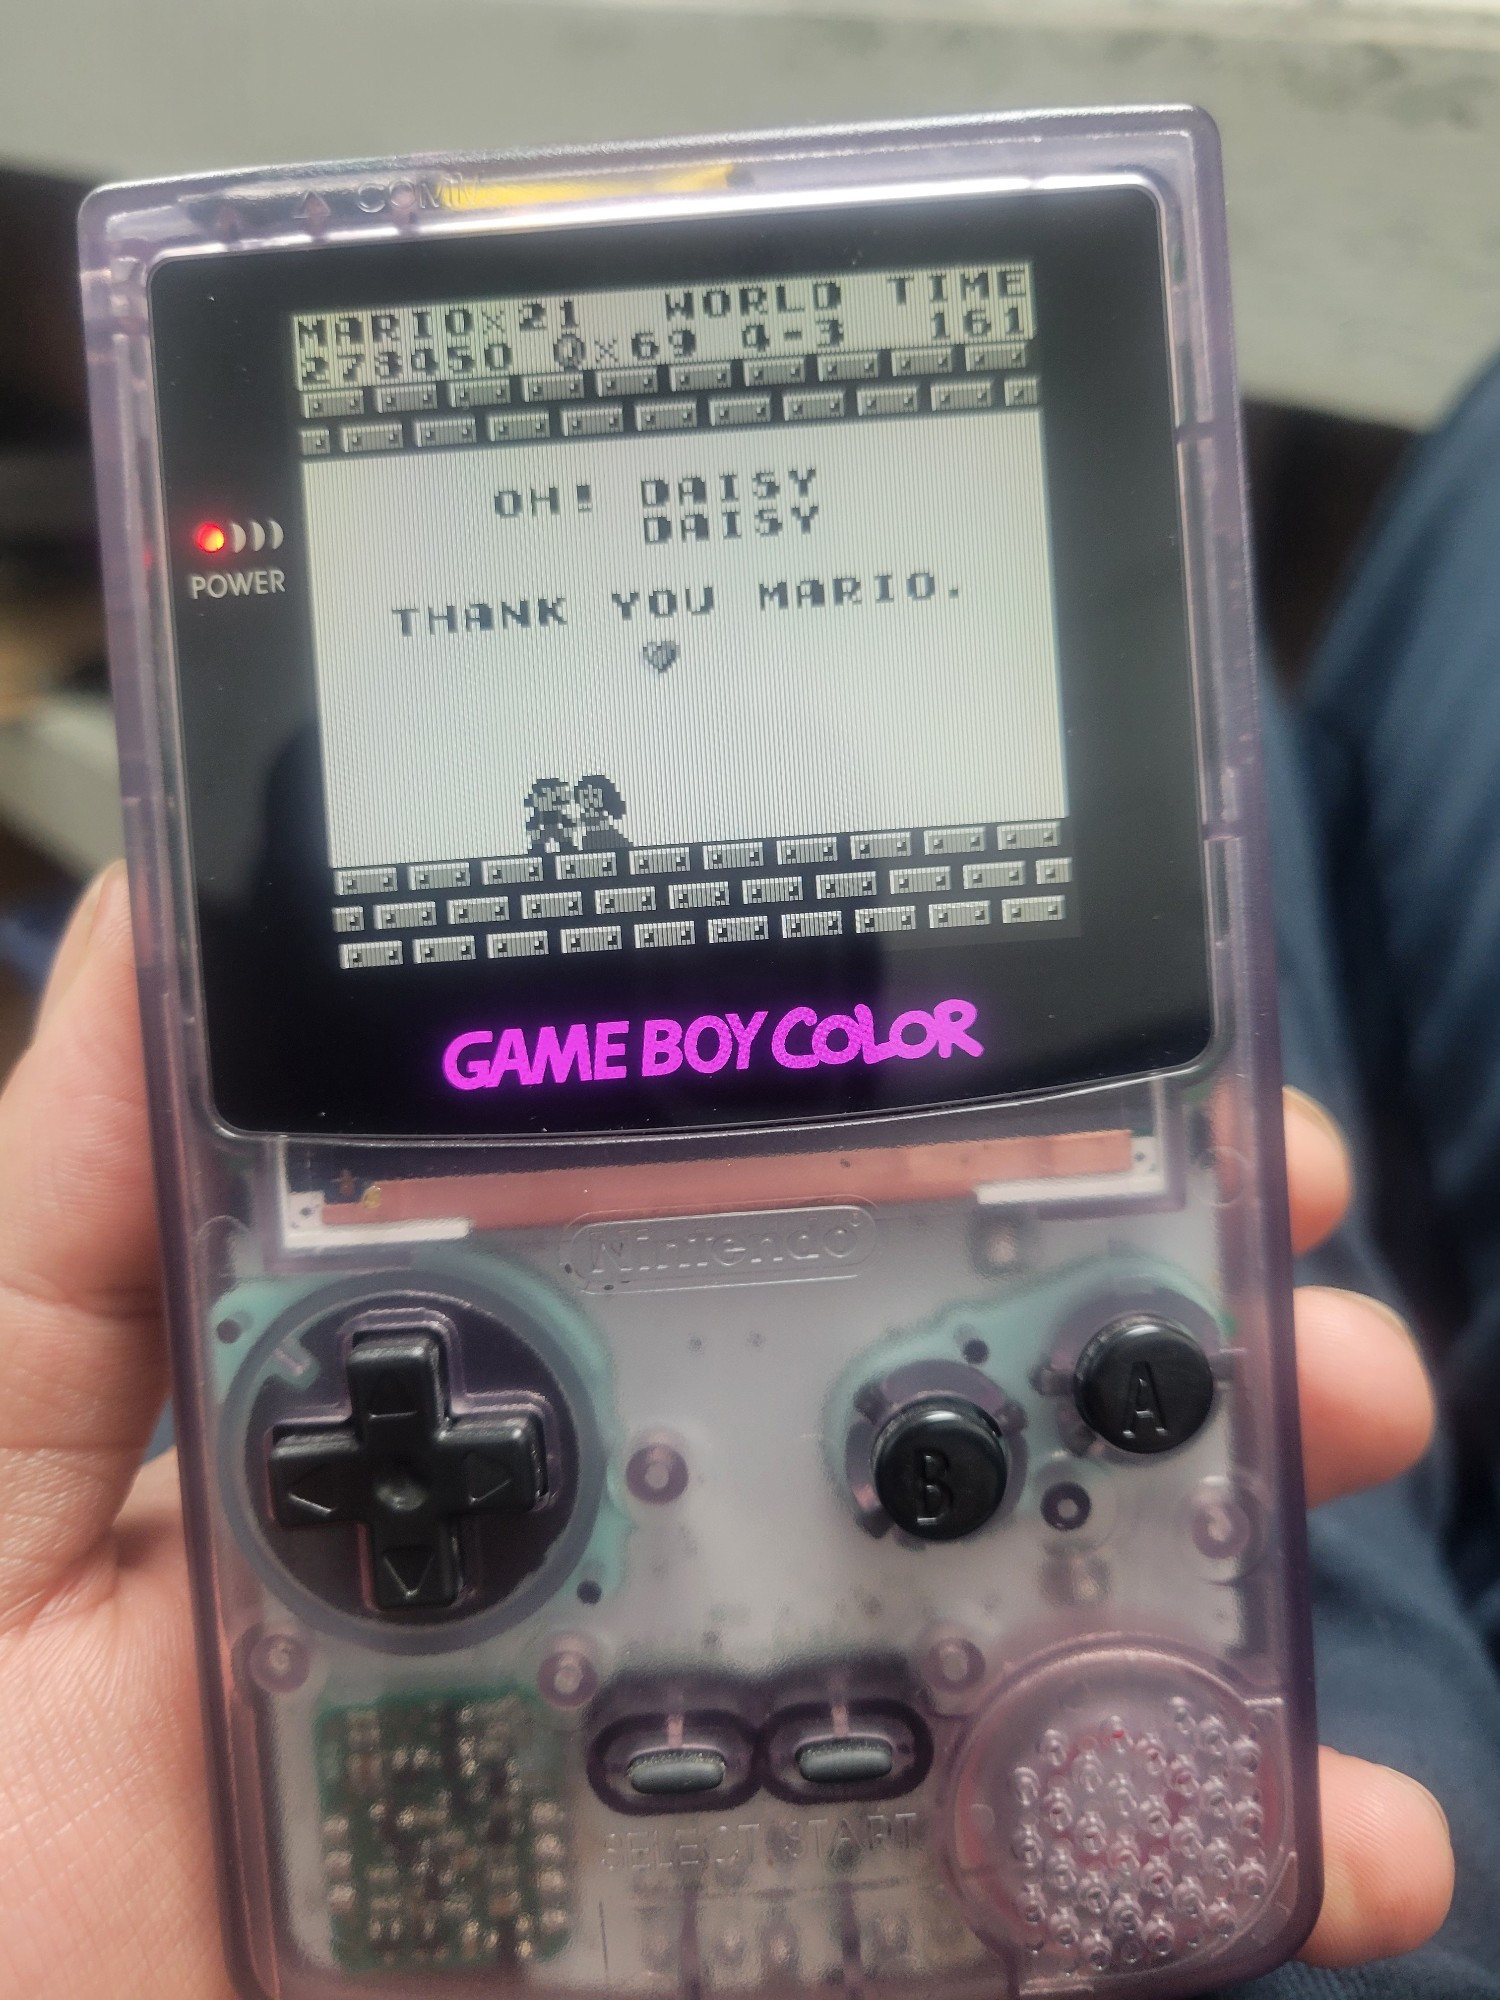 COMM
MARIO×21 WORLD TIME
278450 ×69 4-3 161
OH! DAISY
DAISY
THANK YOU MARIO.
POWER
GAME BOY COLOR
Nintendo®
A
B
SELECT START